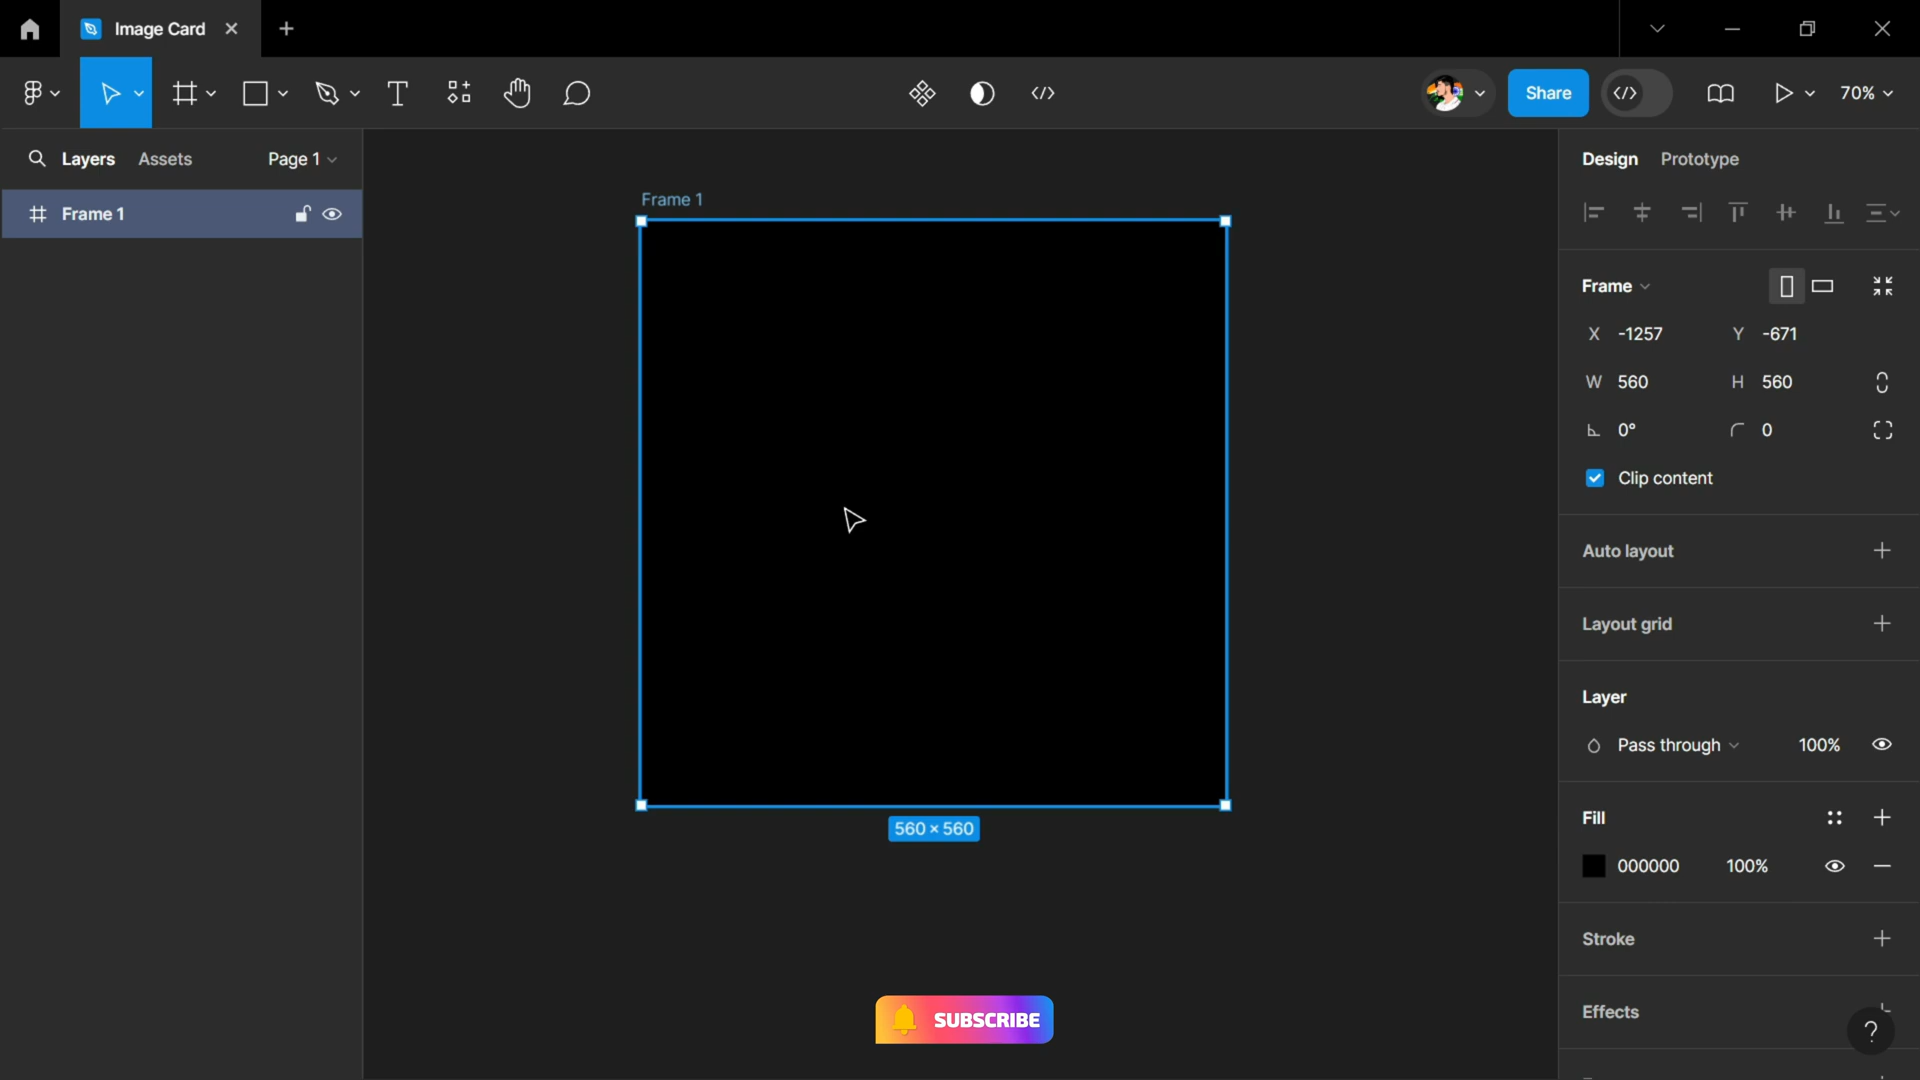 Image Card
Share
70%
Layers
Assets
Page 1
Design
Prototype
Frame 1
Frame 1
Frame
X -1257
Y -671
W 560
H 560
0°
0
Clip content
Auto layout
Layout grid
Layer
Pass through
100%
Fill
560 × 560
000000
100%
Stroke
Effects
SUBSCRIBE
?